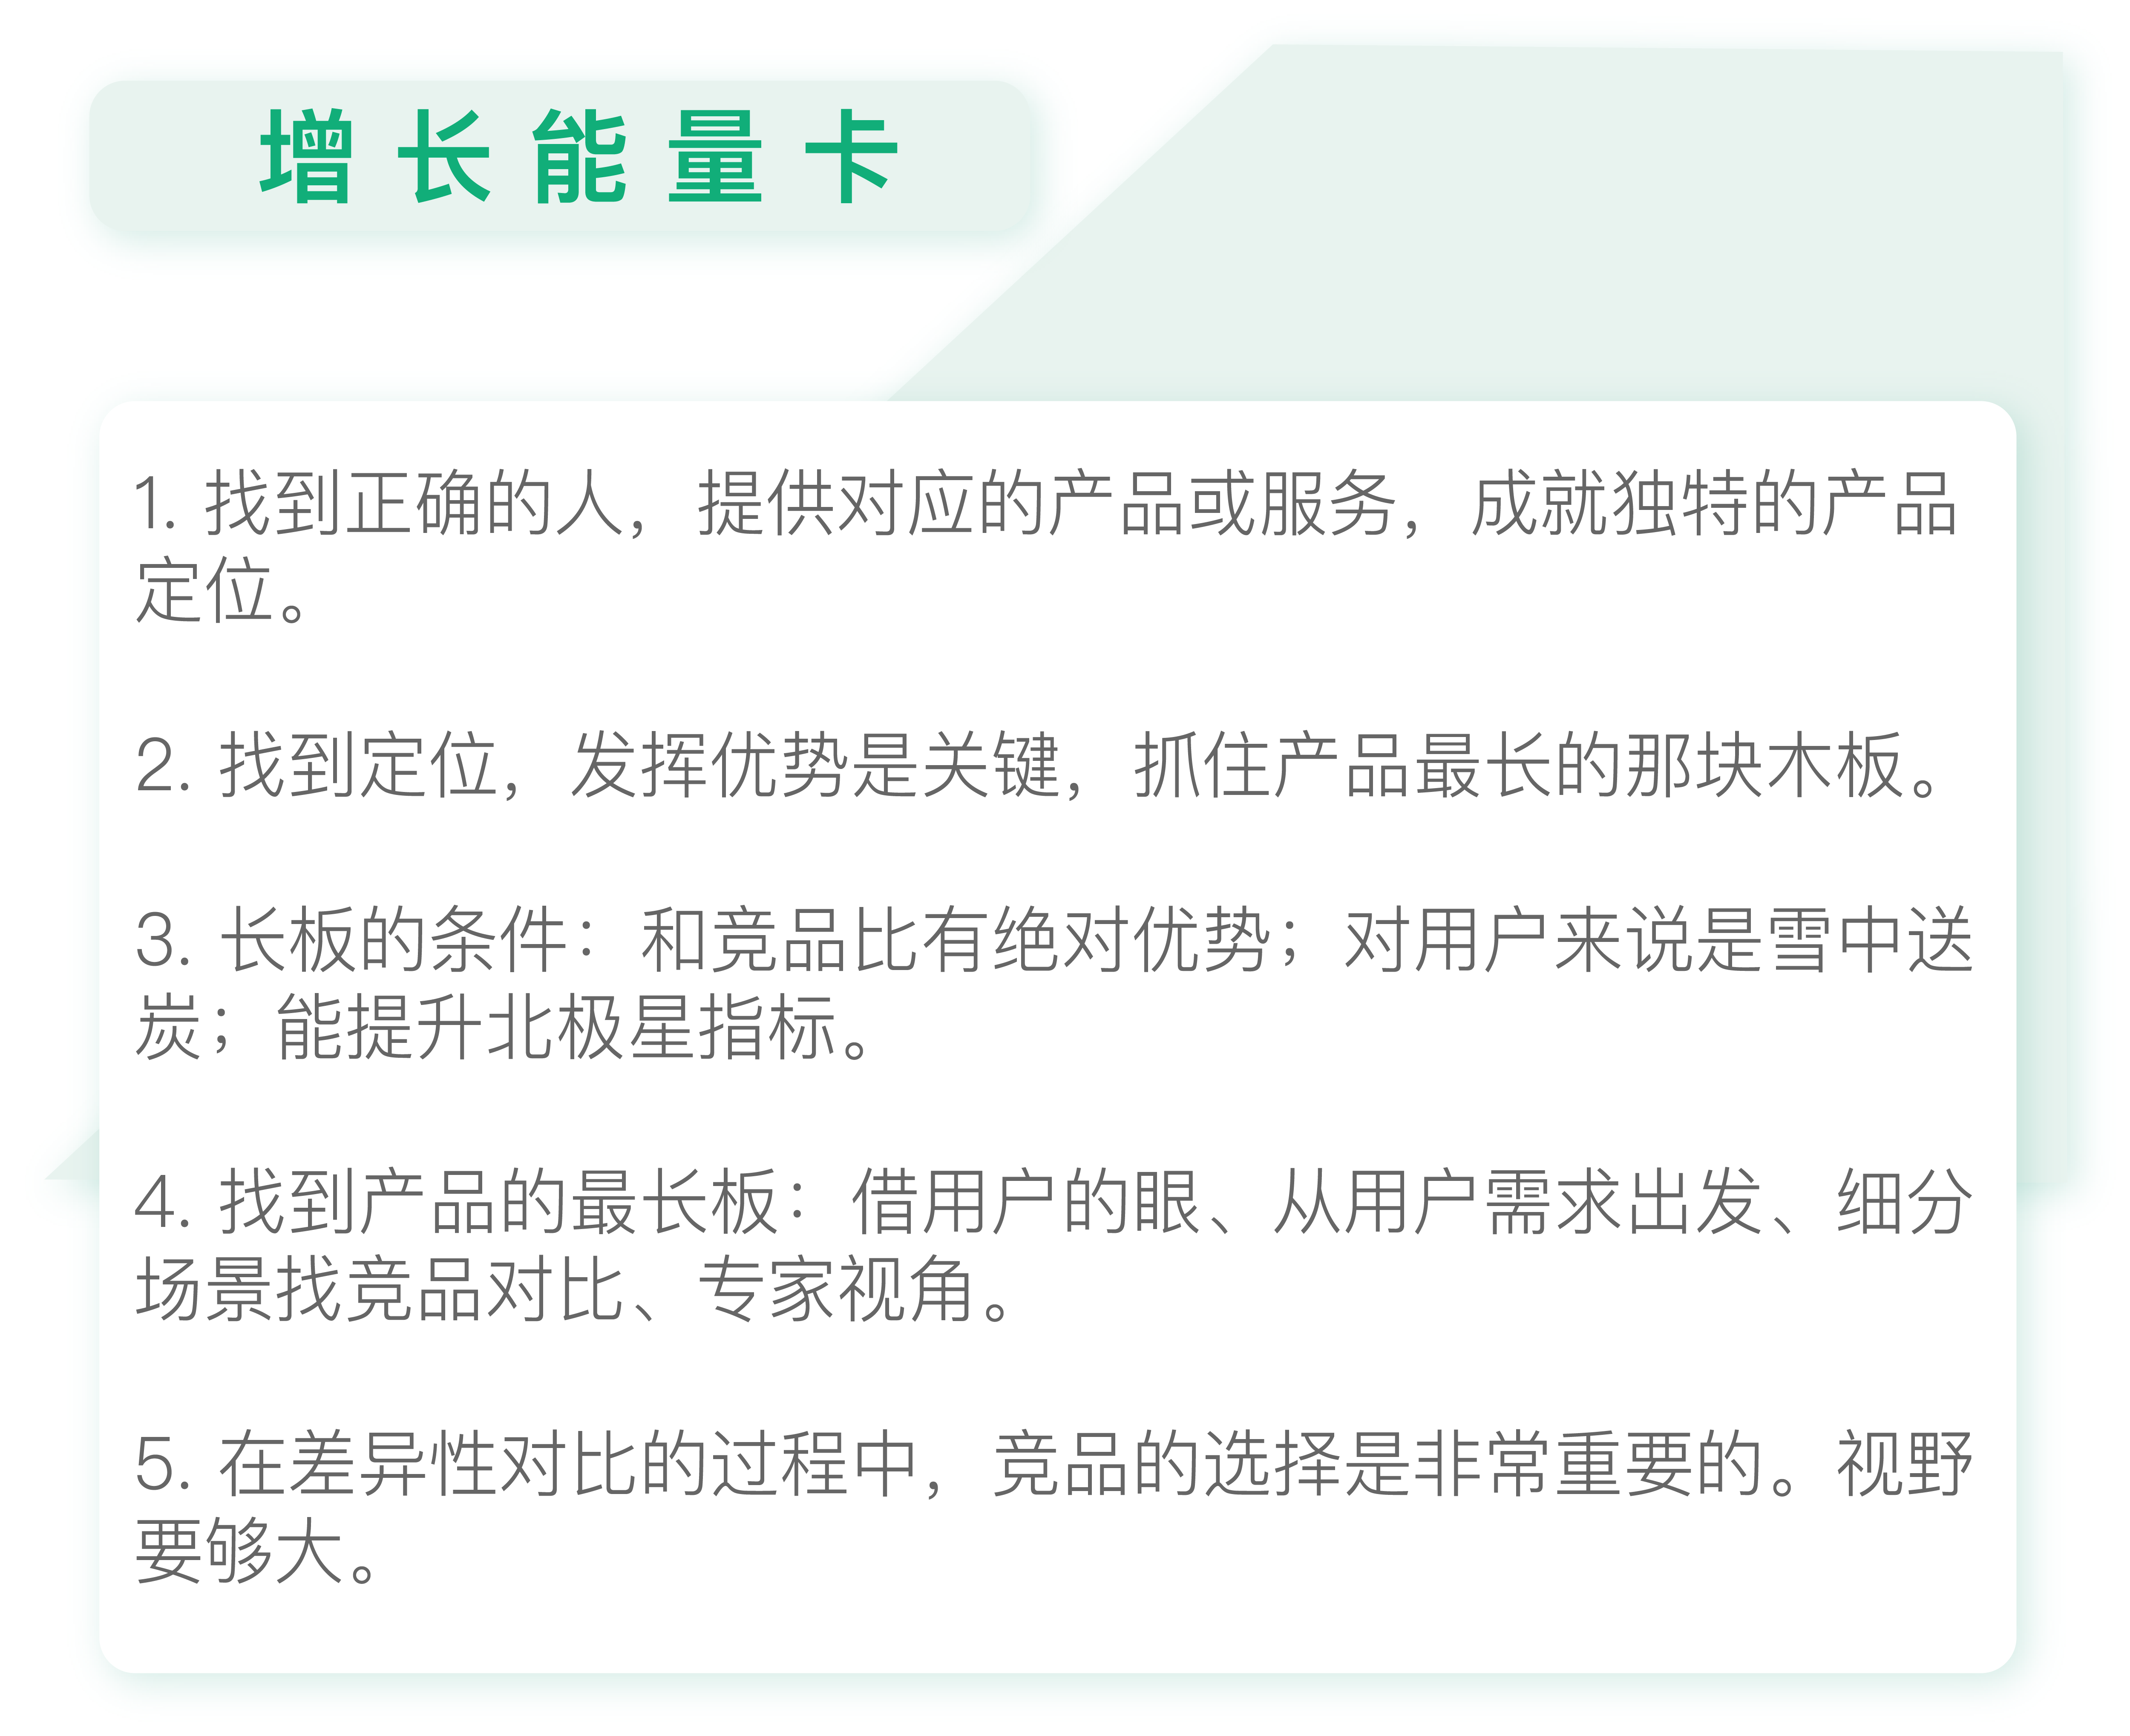 增长能量卡
1. 找到正确的人，提供对应的产品或服务，成就独特的产品
定位。
2. 找到定位，发挥优势是关键，抓住产品最长的那块木板。
3. 长板的条件：和竞品比有绝对优势；对用户来说是雪中送
炭；能提升北极星指标。
4. 找到产品的最长板：借用户的眼、从用户需求出发、细分
场景找竞品对比、专家视角。
5. 在差异性对比的过程中，竞品的选择是非常重要的。视野
要够大。